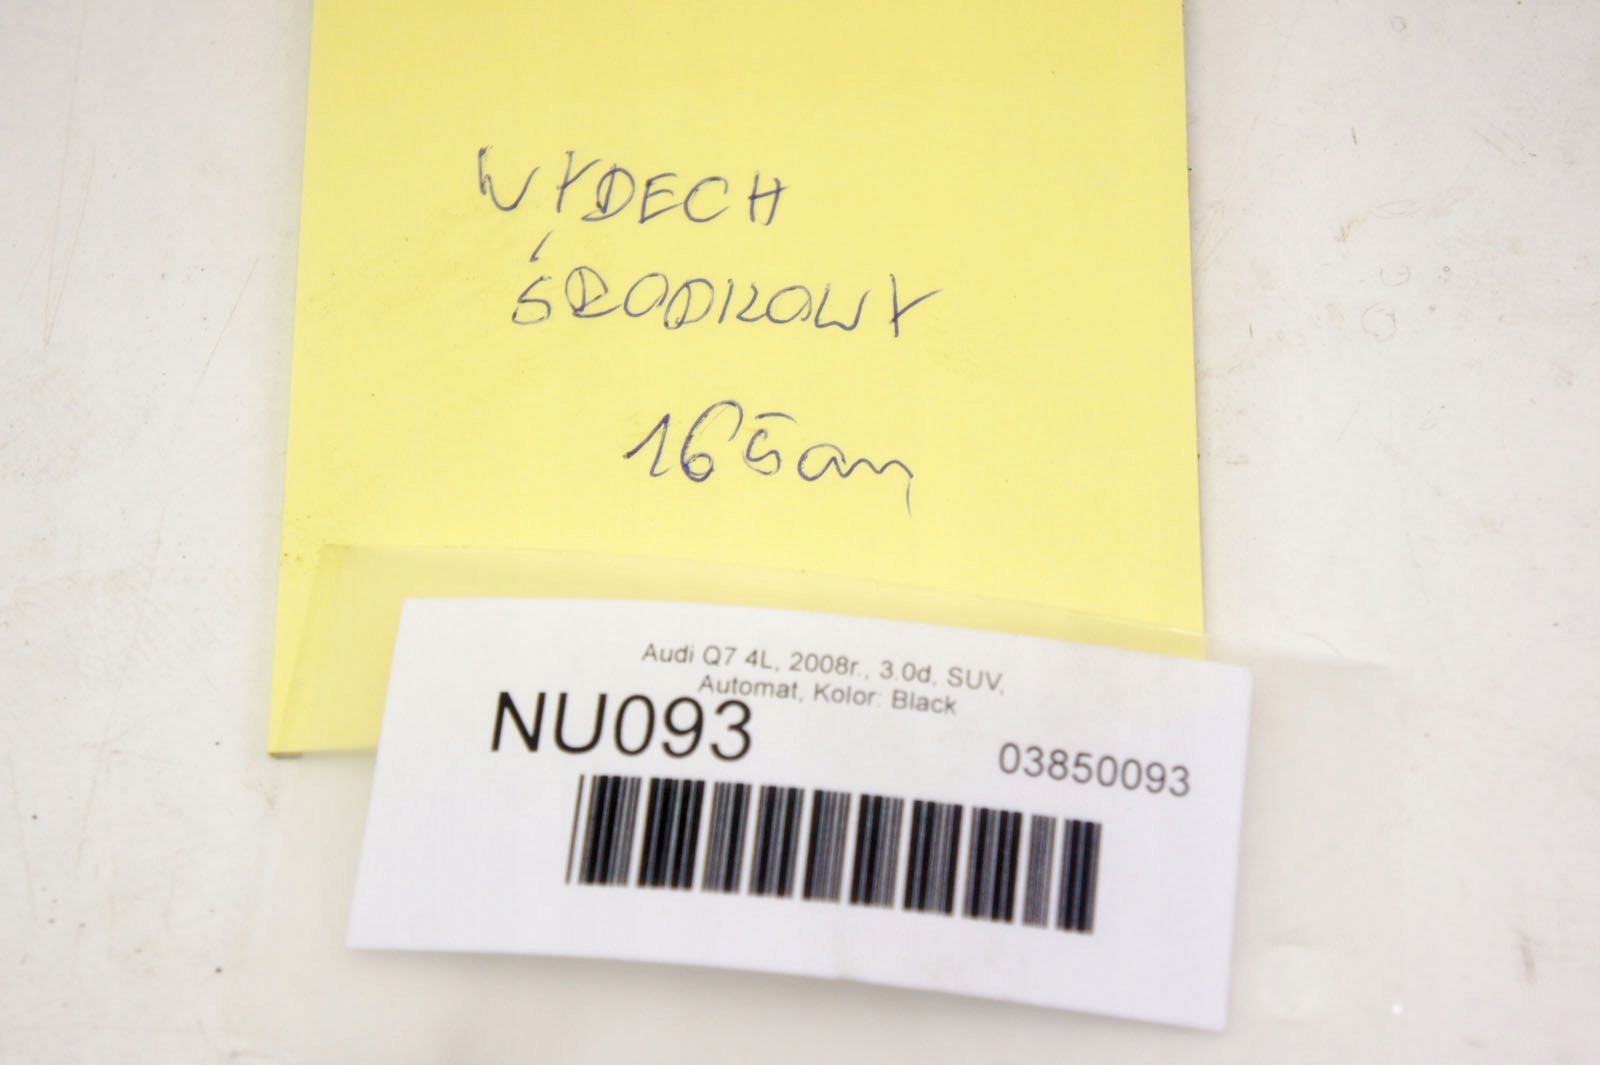 WYDECH
ŚRODKOWY
165cm
Audi Q7 4L, 2008r., 3.0d, SUV,
Automat, Kolor: Black
NU093
03850093